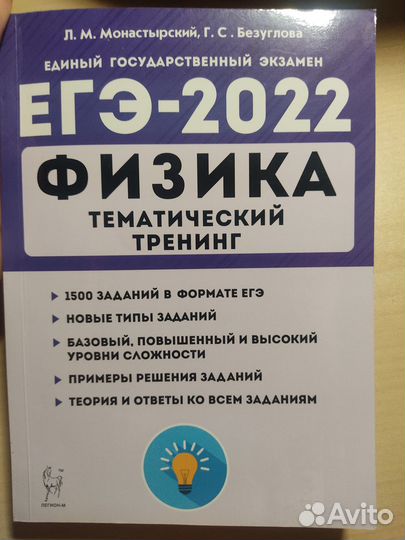 Л. М. Монастырский, Г. С. Безуглова
ЕДИНЫЙ ГОСУДАРСТВЕННЫЙ ЭКЗАМЕН
ЕГЭ-2022
ФИЗИКА
ТЕМАТИЧЕСКИЙ
ТРЕНИНГ
1500 ЗАДАНИЙ В ФОРМАТЕ ЕГЭ
НОВЫЕ ТИПЫ ЗАДАНИЙ
БАЗОВЫЙ, ПОВЫШЕННЫЙ И ВЫСОКИЙ
УРОВНИ СЛОЖНОСТИ
ПРИМЕРЫ РЕШЕНИЯ ЗАДАНИЙ
ТЕОРИЯ И ОТВЕТЫ КО ВСЕМ ЗАДАНИЯМ
ЛЕГИОН-М
Avito